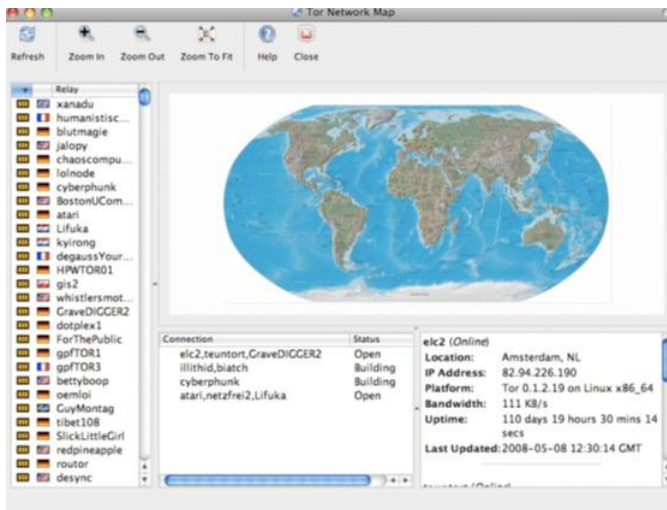 Tor Network Map
Refresh Zoom In Zoom Out Zoom To Fit Help Close
Relay
xanadu
humanistisc...
blutmagie
jalopy
chaoscompu...
lolnode
cyberphunk
BostonUCom...
atari
Lifuka
kyirong
degaussYour...
HPWTOR01
gis2
whistlersmot...
GraveDIGGER2
dotplex1
ForThePublic
gpfTOR1
gpfTOR3
bettyboop
oemloi
GuyMontag
tibet108
SlickLittleGirl
redpineapple
routor
desync
Connection Status
elc2,teuntort,GraveDIGGER2 Open
illithid,biatch Building
cyberphunk Building
atari,netzfrei2,Lifuka Open
elc2 (Online)
Location: Amsterdam, NL
IP Address: 82.94.226.190
Platform: Tor 0.1.2.19 on Linux x86_64
Bandwidth: 111 KB/s
Uptime: 110 days 19 hours 30 mins 14
secs
Last Updated: 2008-05-08 12:30:14 GMT